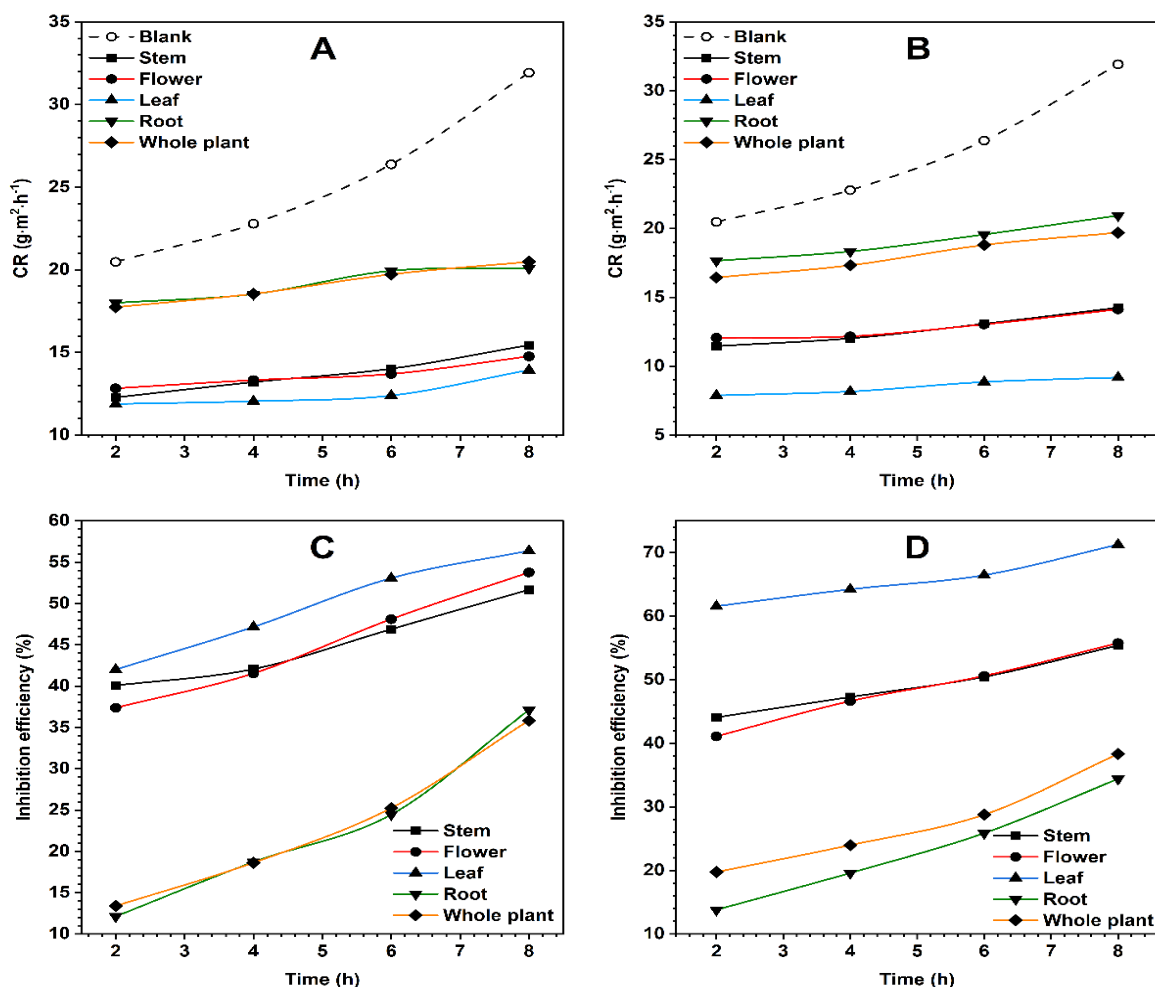 A
Blank
Stem
Flower
Leaf
Root
Whole plant
35
30
25
20
15
10
CR (g·m²·h⁻¹)
2 3 4 5 6 7 8
Time (h)
B
Blank
Stem
Flower
Leaf
Root
Whole plant
35
30
25
20
15
10
5
CR (g·m²·h⁻¹)
2 3 4 5 6 7 8
Time (h)
C
60
55
50
45
40
35
30
25
20
15
10
Inhibition efficiency (%)
Stem
Flower
Leaf
Root
Whole plant
2 3 4 5 6 7 8
Time (h)
D
70
60
50
40
30
20
10
Inhibition efficiency (%)
Stem
Flower
Leaf
Root
Whole plant
2 3 4 5 6 7 8
Time (h)